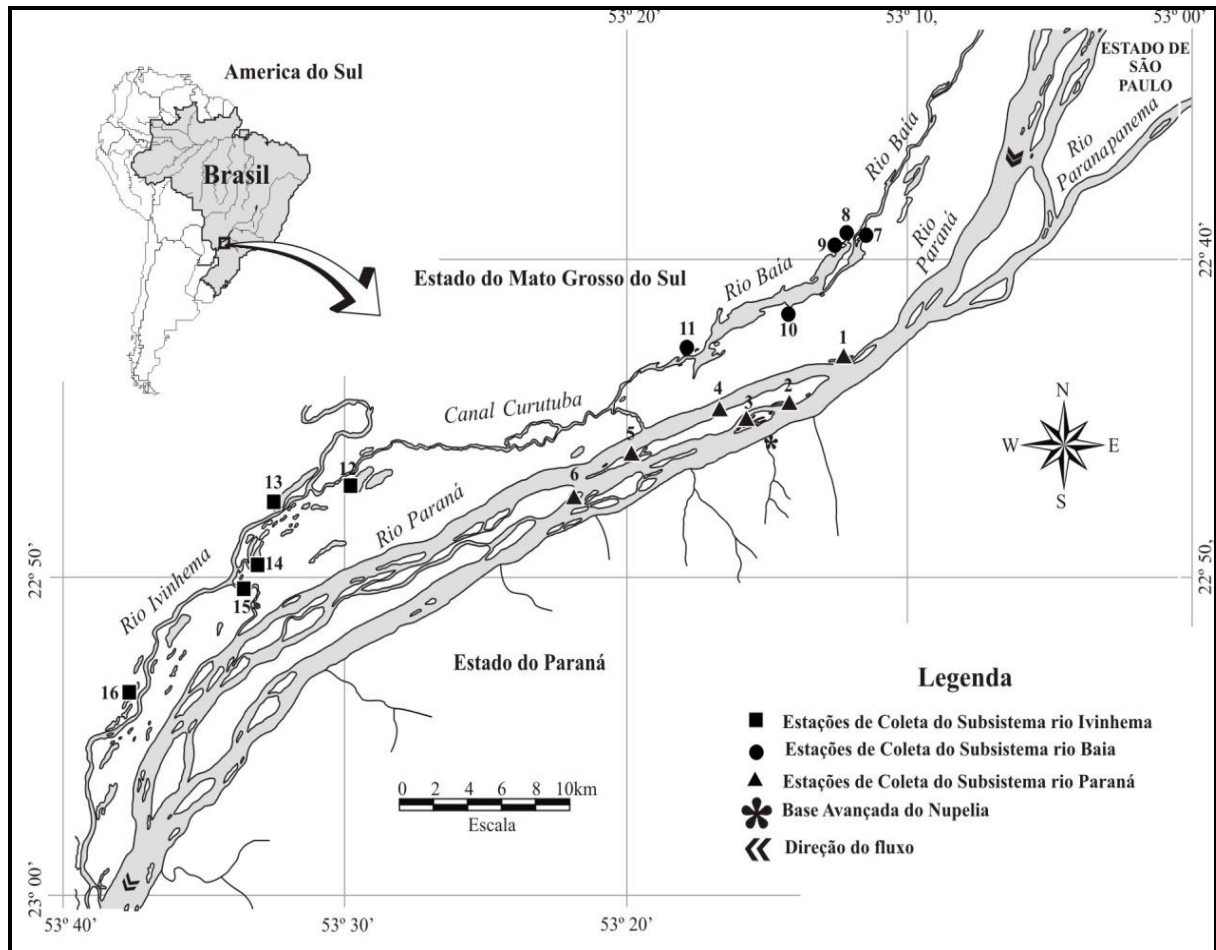 53º 20’
53º 10,
53º 00’
America do Sul
Brasil
ESTADO DE
SÃO
PAULO
Rio
Paranapanema
Rio Baía
Rio
Paraná
8
9
7
22º 40’
Estado do Mato Grosso do Sul
Rio Baía
10
11
1
2
4
3
Canal Curutuba
5
N
W
E
S
12
13
6
Rio Paraná
14
22º 50’
22º 50,
15
Rio Ivinhema
Estado do Paraná
16
Legenda
Estações de Coleta do Subsistema rio Ivinhema
Estações de Coleta do Subsistema rio Baia
Estações de Coleta do Subsistema rio Paraná
Base Avançada do Nupelia
Direção do fluxo
0 2 4 6 8 10km
Escala
23º 00’
53º 40’
53º 30’
53º 20’